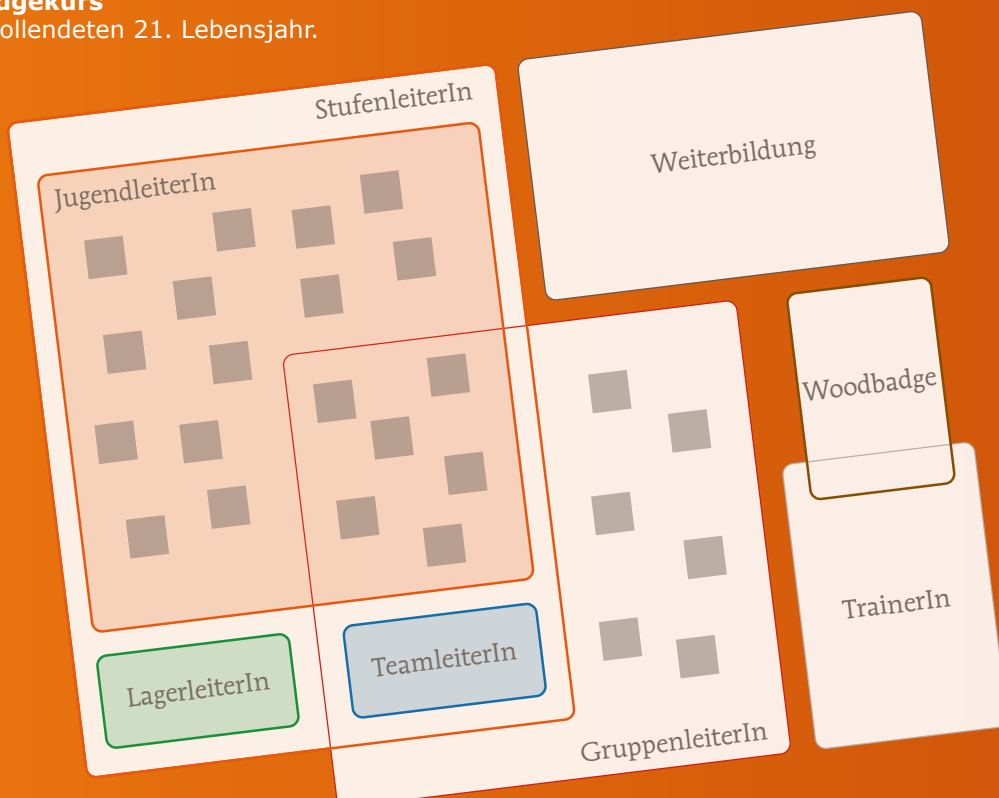 ollendeten 21. Lebensjahr.
StufenleiterIn
JugendleiterIn
Weiterbildung
Woodbadge
TrainerIn
TeamleiterIn
LagerleiterIn
GruppenleiterIn